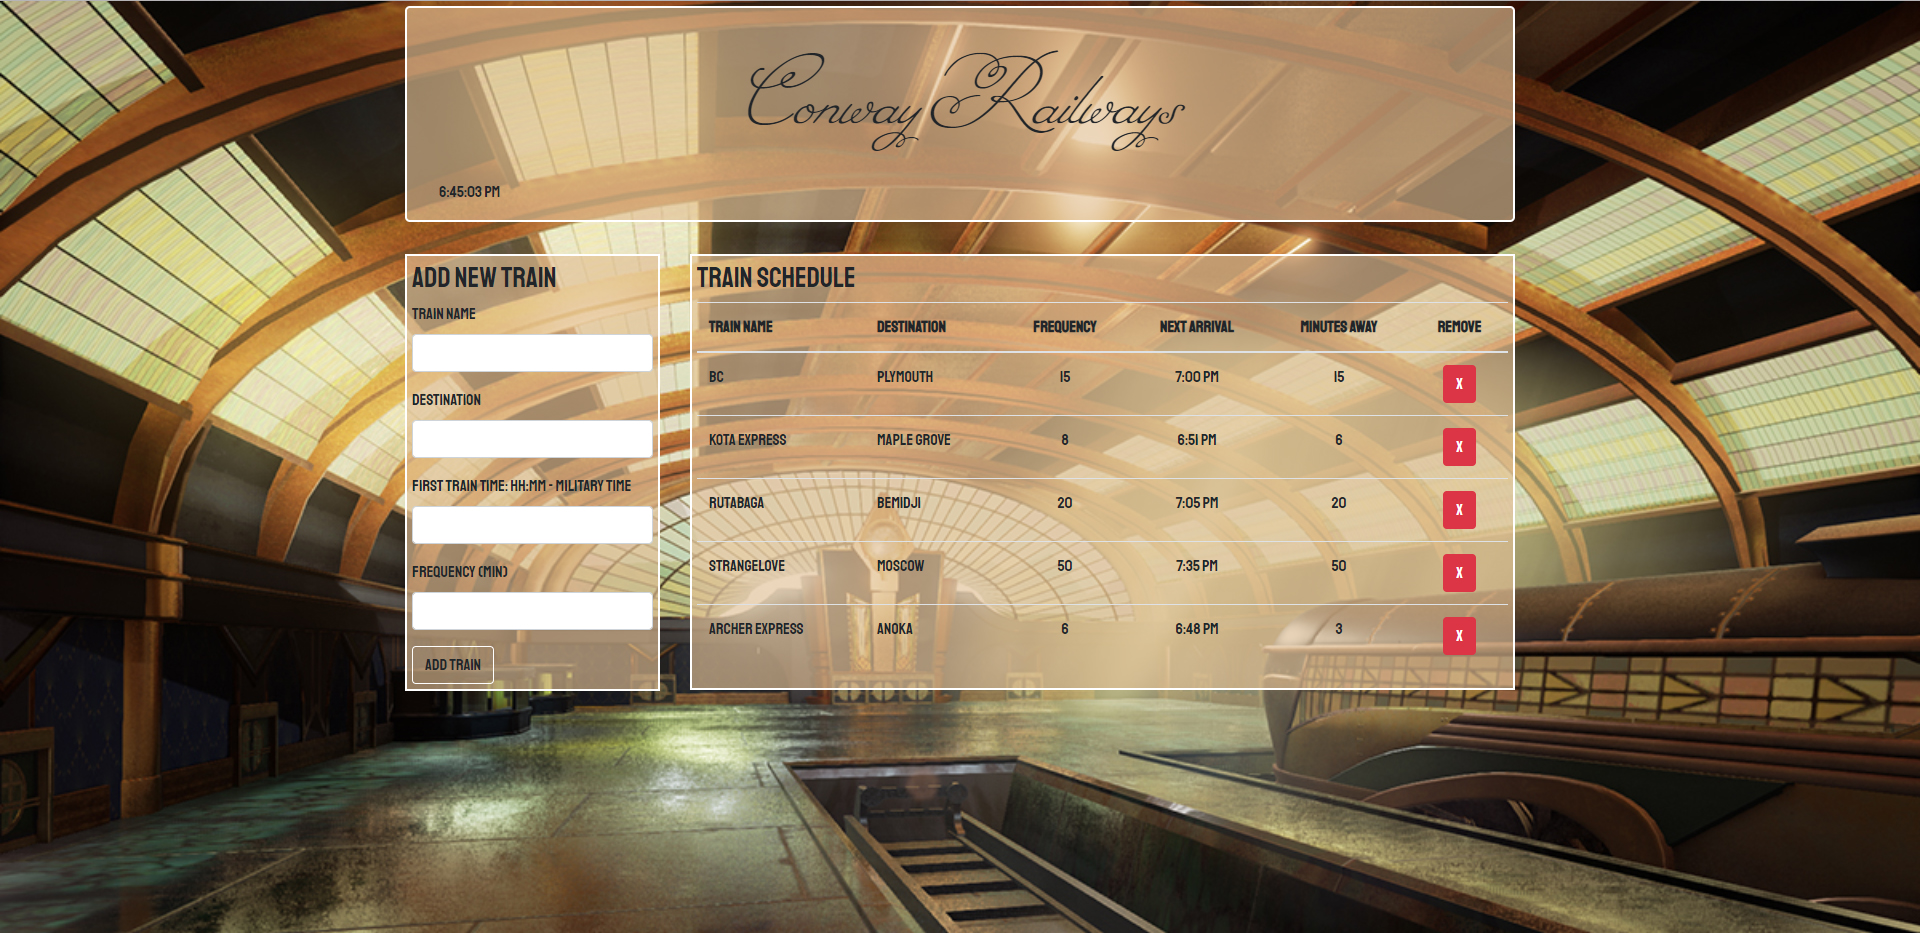 Conway Railways
6:45:03 PM
ADD NEW TRAIN
TRAIN NAME
DESTINATION
FIRST TRAIN TIME: HH:MM - MILITARY TIME
FREQUENCY (MIN)
ADD TRAIN
TRAIN SCHEDULE
TRAIN NAME DESTINATION FREQUENCY NEXT ARRIVAL MINUTES AWAY REMOVE
BC PLYMOUTH 15 7:00 PM 15 X
KOTA EXPRESS MAPLE GROVE 8 6:51 PM 6 X
RUTABAGA BEMIDJI 20 7:05 PM 20 X
STRANGELOVE MOSCOW 50 7:35 PM 50 X
ARCHER EXPRESS ANOKA 6 6:48 PM 3 X